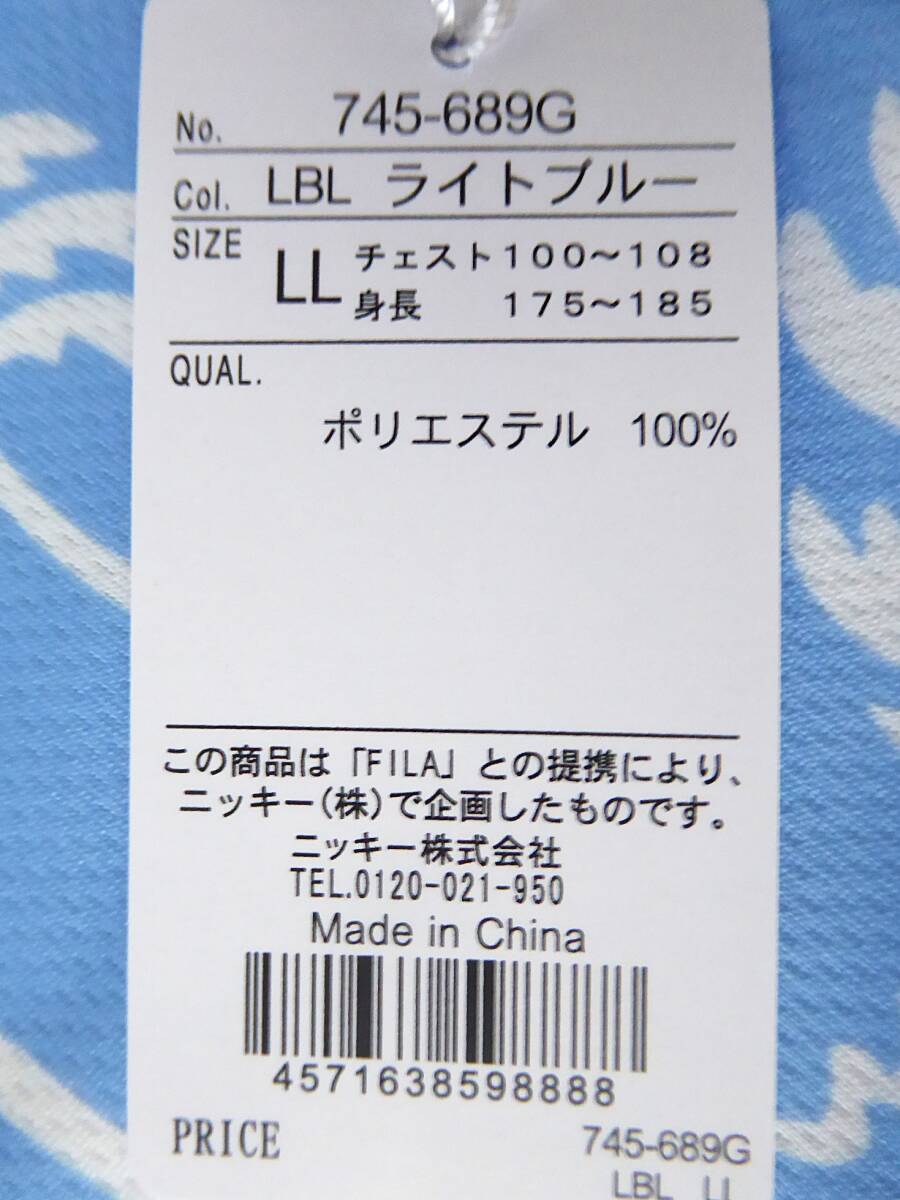 No. 745-689G
Col. LBL ライトブルー
SIZE LL チェスト100～108
身長 175～185
QUAL.
ポリエステル 100%
この商品は「FILA」との提携により、
ニッキー(株)で企画したものです。
ニッキー株式会社
TEL.0120-021-950
Made in China
4571638598888
PRICE 745-689G
LBL LL